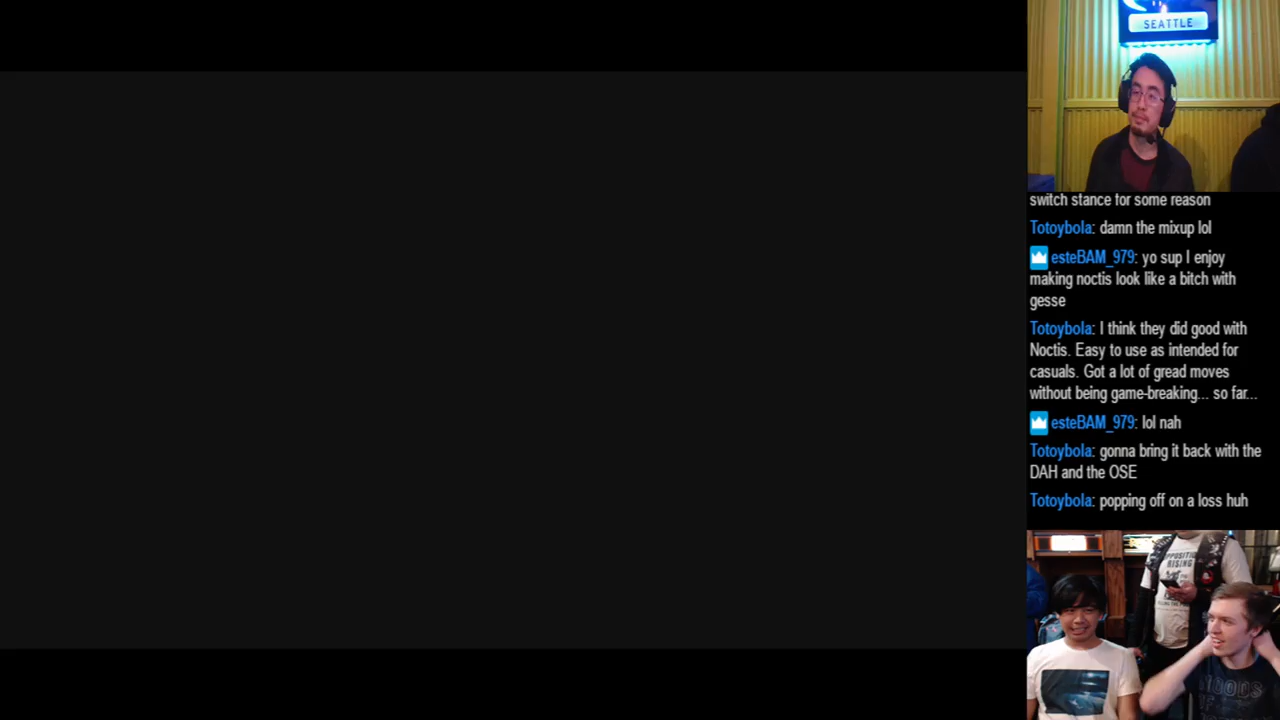 SEATTLE
switch stance for some reason
Totoybola: damn the mixup lol
esteBAM_979: yo sup I enjoy
making noctis look like a bitch with
gesse
Totoybola: I think they did good with
Noctis. Easy to use as intended for
casuals. Got a lot of gread moves
without being game-breaking... so far...
esteBAM_979: lol nah
Totoybola: gonna bring it back with the
DAH and the OSE
Totoybola: popping off on a loss huh
OPPOSITION
RISING